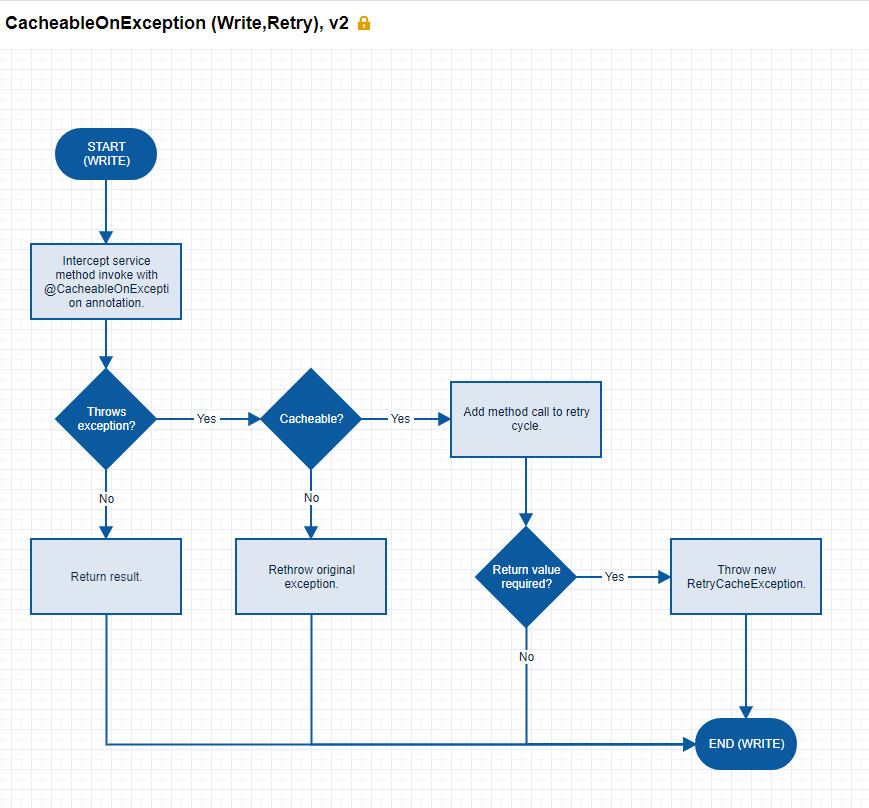 CacheableOnException (Write,Retry), v2
START
(WRITE)
Intercept service
method invoke with
@CacheableOnExcepti
on annotation.
Throws
exception?
Yes
Cacheable?
Yes
Add method call to retry
cycle.
No
No
Return result.
Rethrow original
exception.
Return value
required?
Yes
Throw new
RetryCacheException.
No
END (WRITE)